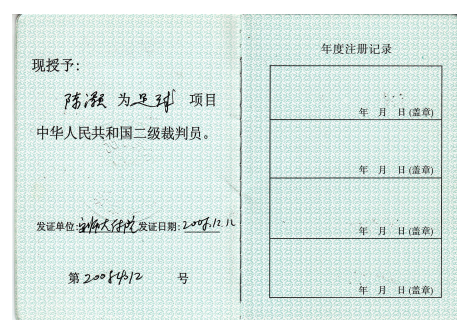 现授予:
陈灏 为 足球 项目
中华人民共和国二级裁判员。
发证单位: 发证日期: 2008.12.12
第 号
年度注册记录
年 月 日(盖章)
年 月 日(盖章)
年 月 日(盖章)
年 月 日(盖章)